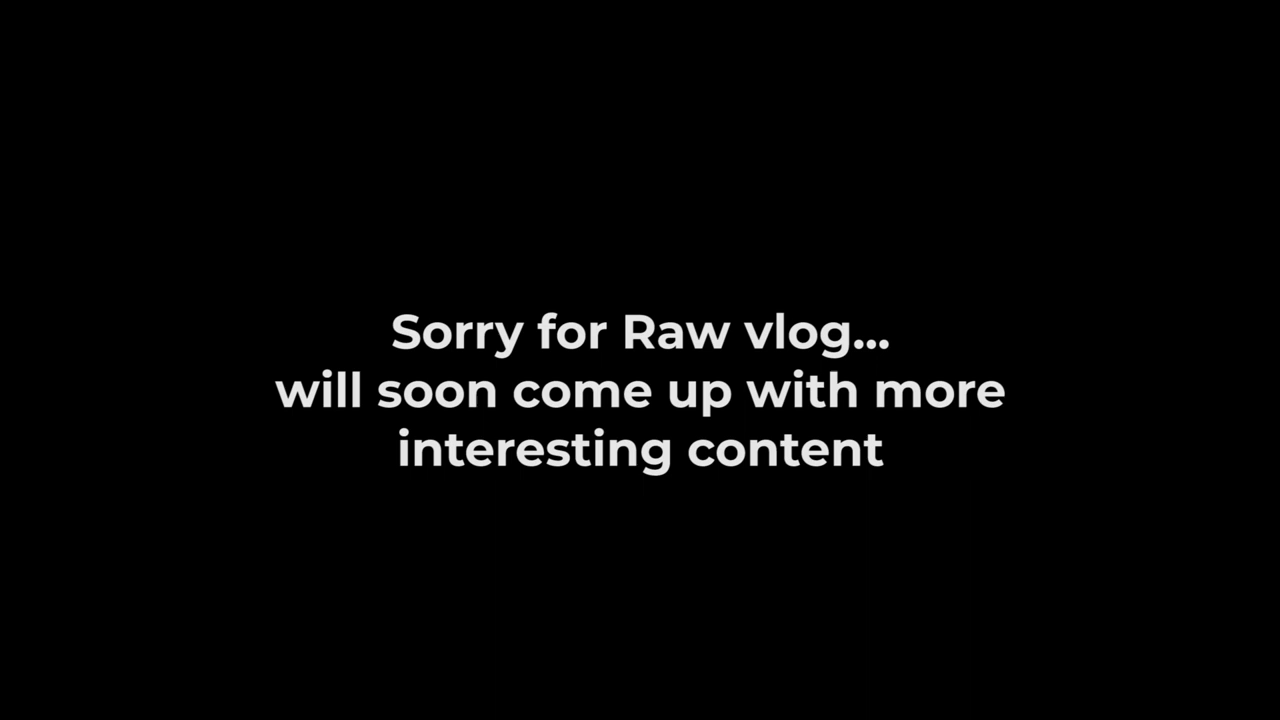 Sorry for Raw vlog...
will soon come up with more
interesting content